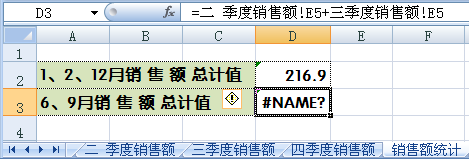 D3 fx =二 季度销售额!E5+三季度销售额!E5
A B C D E F
1
2 1、2、12月销 售 额 总计值 216.9
3 6、9月销 售 额 总计值 #NAME?
4
二 季度销售额 三季度销售额 四季度销售额 销售额统计